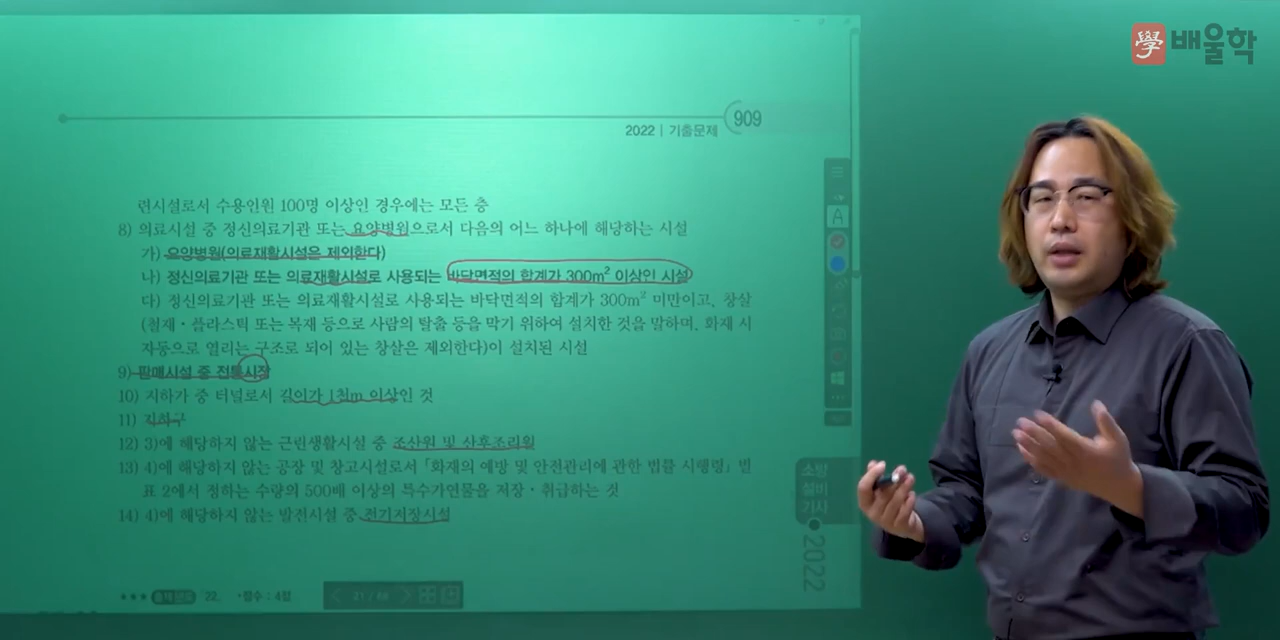 學 배울학
909
2022 | 기출문제
련시설로서 수용인원 100명 이상인 경우에는 모든 층
8) 의료시설 중 정신의료기관 또는 요양병원으로서 다음의 어느 하나에 해당하는 시설
가) 요양병원(의료재활시설은 제외한다)
나) 정신의료기관 또는 의료재활시설로 사용되는 바닥면적의 합계가 300m² 이상인 시설
다) 정신의료기관 또는 의료재활시설로 사용되는 바닥면적의 합계가 300m² 미만이고, 창살
(철재·플라스틱 또는 목재 등으로 사람의 탈출 등을 막기 위하여 설치한 것을 말하며, 화재 시
자동으로 열리는 구조로 되어 있는 창살은 제외한다)이 설치된 시설
9) 판매시설 중 전통시장
10) 지하가 중 터널로서 길이가 1천m 이상인 것
11) 지하구
12) 3)에 해당하지 않는 근린생활시설 중 조산원 및 산후조리원
13) 4)에 해당하지 않는 공장 및 창고시설로서 「화재의 예방 및 안전관리에 관한 법률 시행령」 별
표 2에서 정하는 수량의 500배 이상의 특수가연물을 저장·취급하는 것
14) 4)에 해당하지 않는 발전시설 중 전기저장시설
소방
설비
기사
2022
★★★ 22. •점수 : 4점